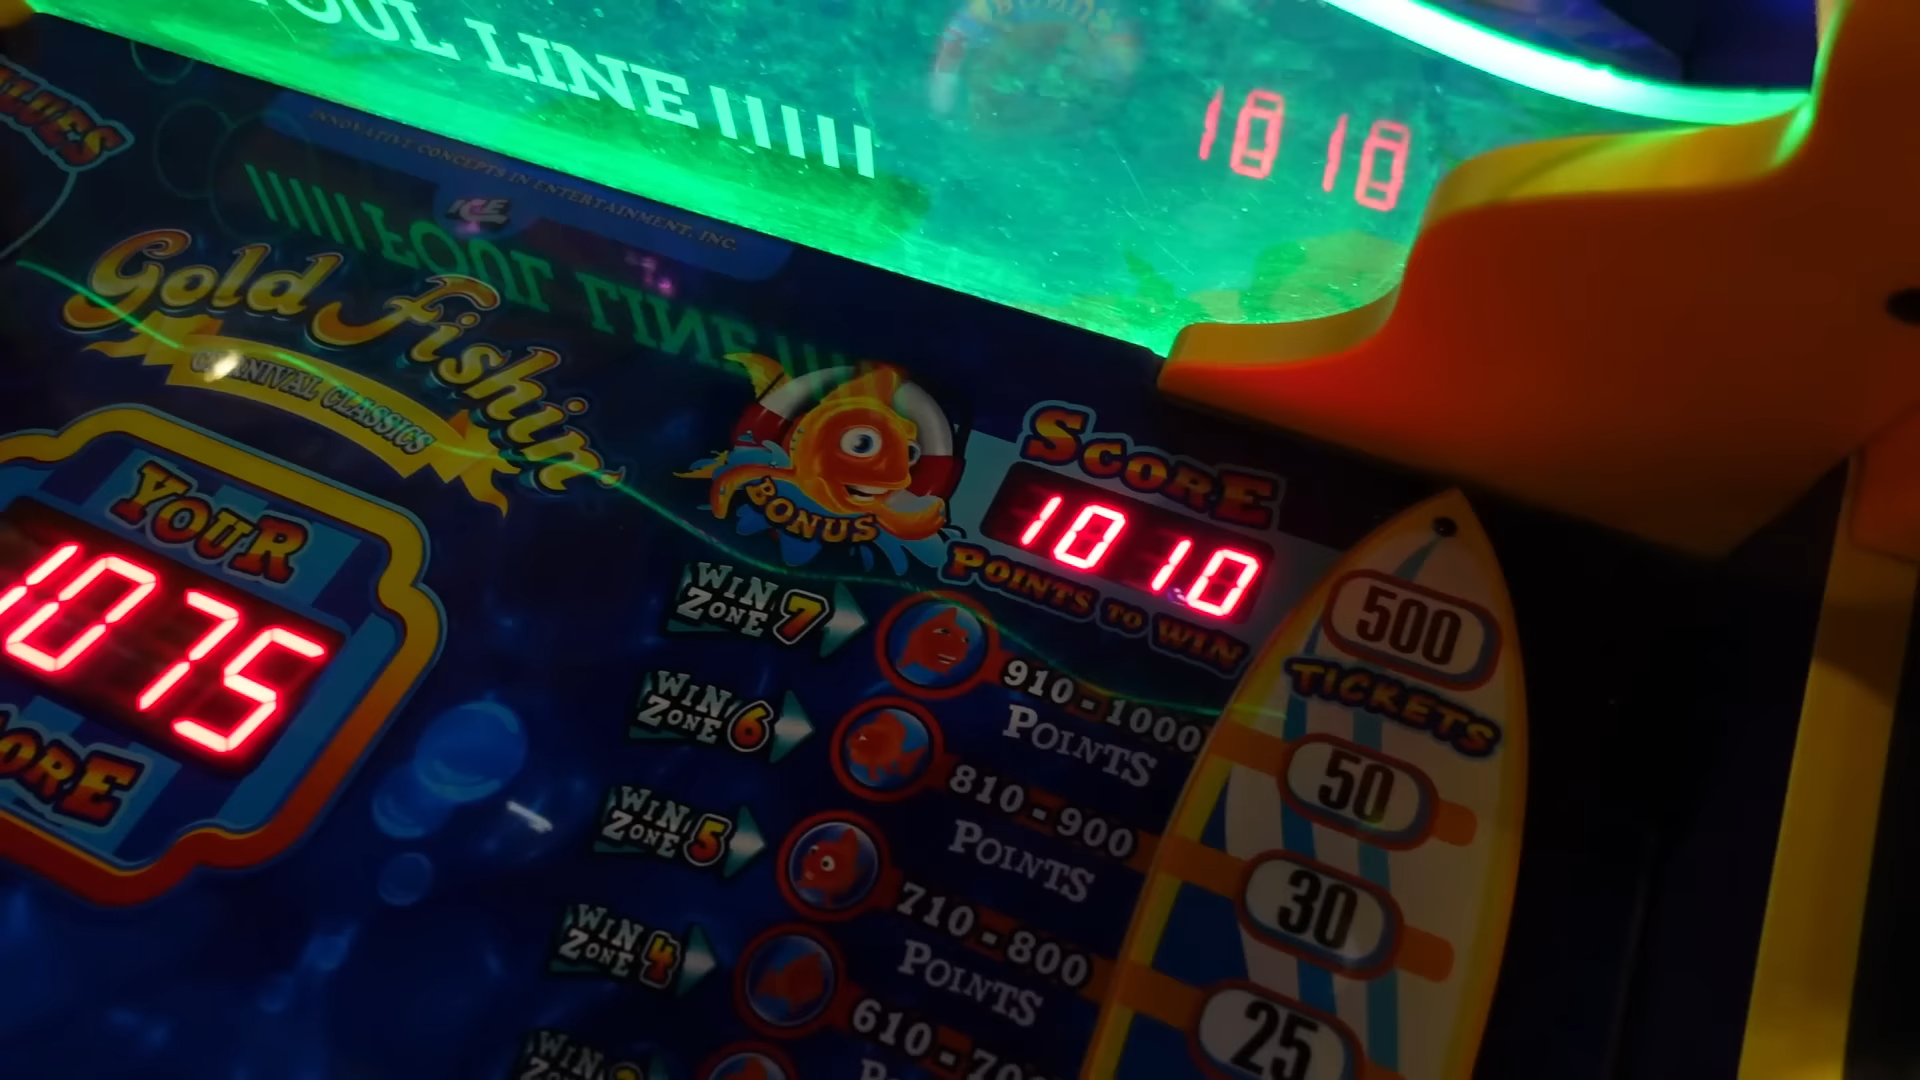 FOUL LINE
1010
INNOVATIVE CONCEPTS IN ENTERTAINMENT, INC.
ICE
FOUL LINE
Gold Fishin'
CARNIVAL CLASSICS
YOUR
1075
BONUS
SCORE
1010
POINTS TO WIN
WIN ZONE 7
910-1000
POINTS
500
TICKETS
WIN ZONE 6
810-900
POINTS
50
WIN ZONE 5
710-800
POINTS
30
WIN ZONE 4
25
WIN